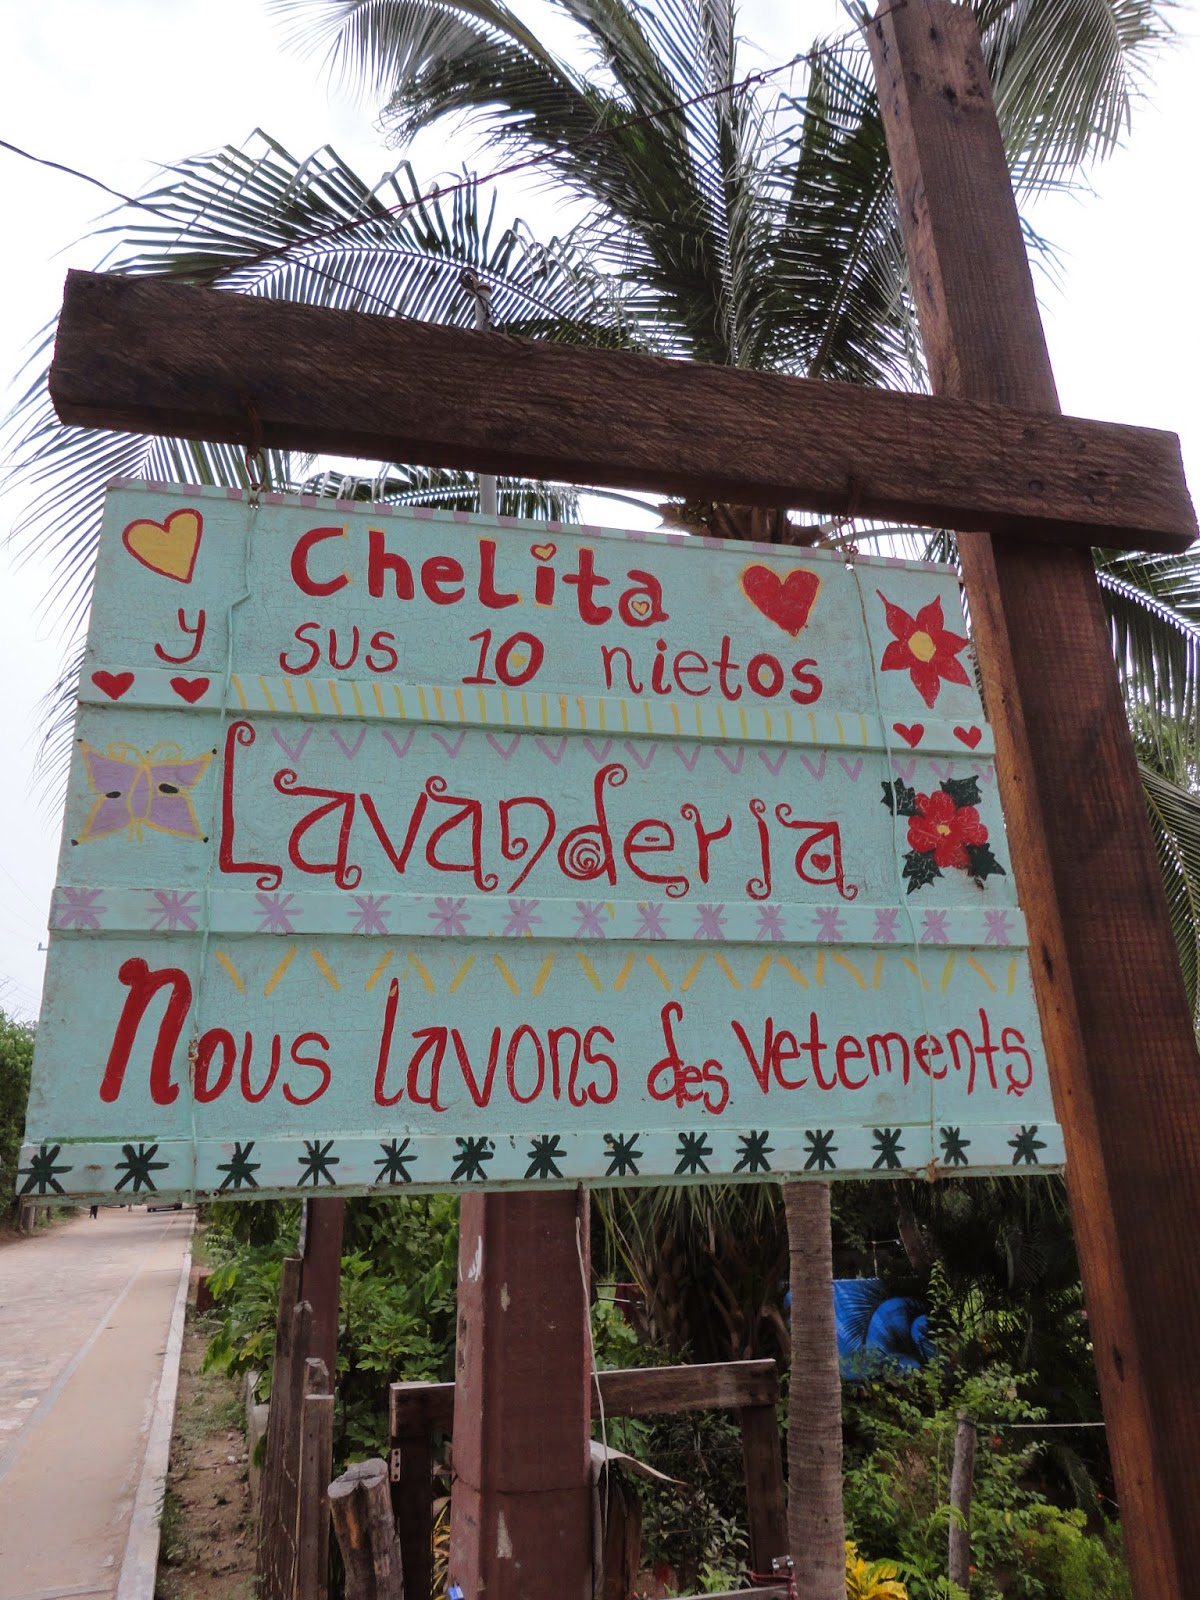 Chelita
y sus 10 nietos
Lavanderia
Nous lavons des vetements